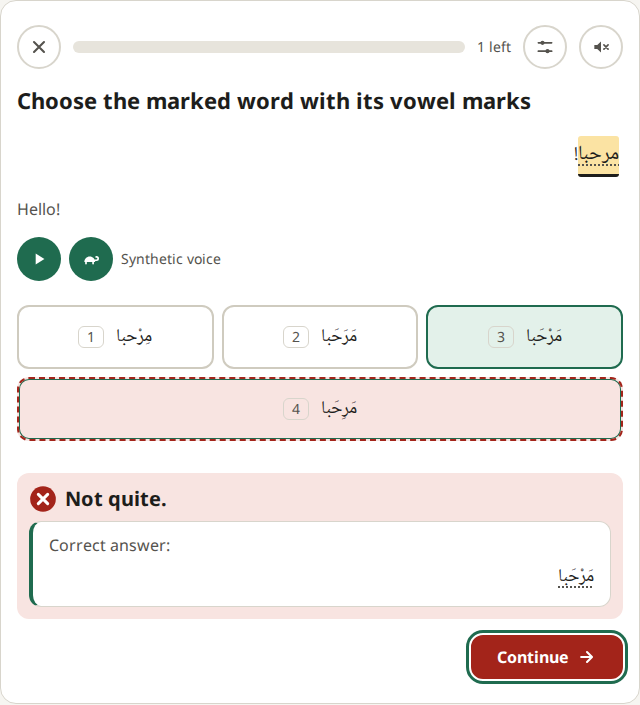 1 left
Choose the marked word with its vowel marks
مرحبا!
Hello!
Synthetic voice
1 مِرْحبا
2 مَرَحَبا
3 مَرْحَبا
4 مَرِحَبا
Not quite.
Correct answer:
مَرْحَبا
Continue